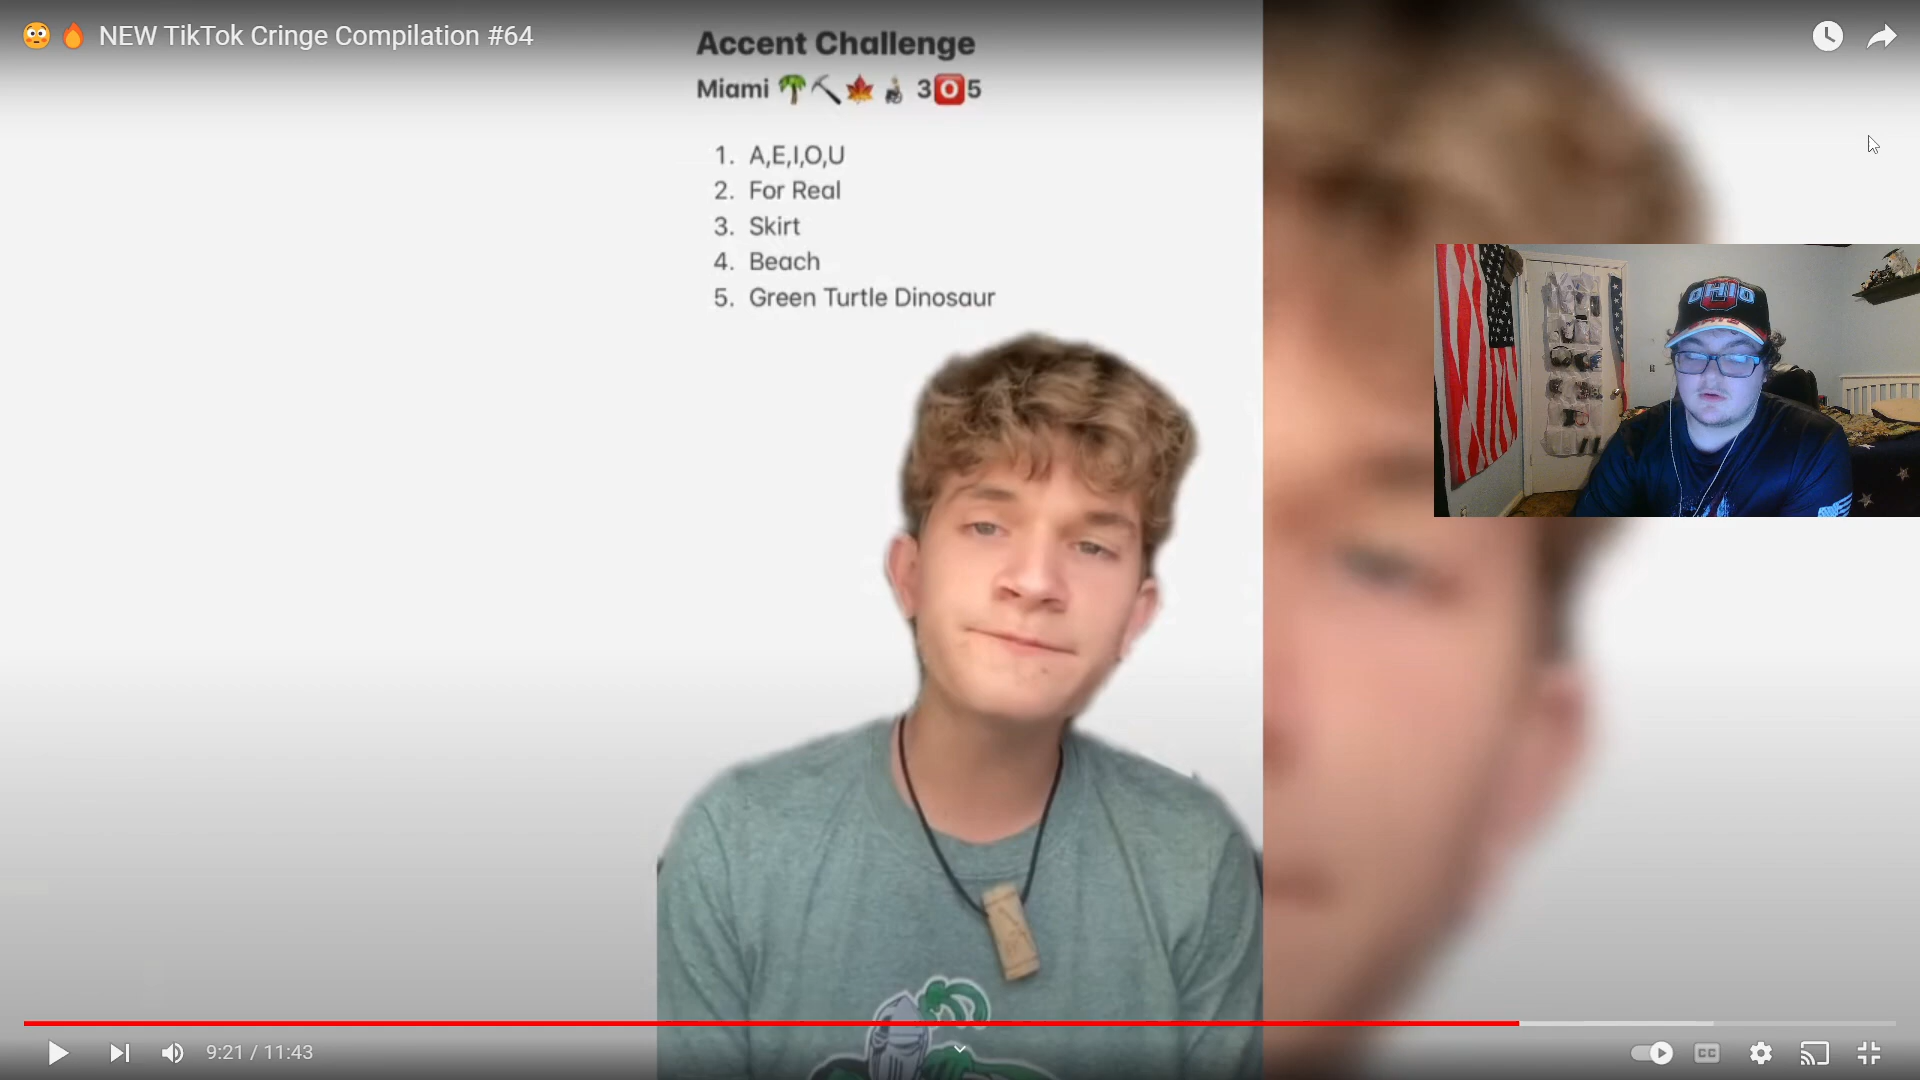 😳🔥 NEW TikTok Cringe Compilation #64
Accent Challenge
Miami 🌴⛏️🍁👩‍🦽 3🅾️5
1. A,E,I,O,U
2. For Real
3. Skirt
4. Beach
5. Green Turtle Dinosaur
OHIO
9:21 / 11:43
CC